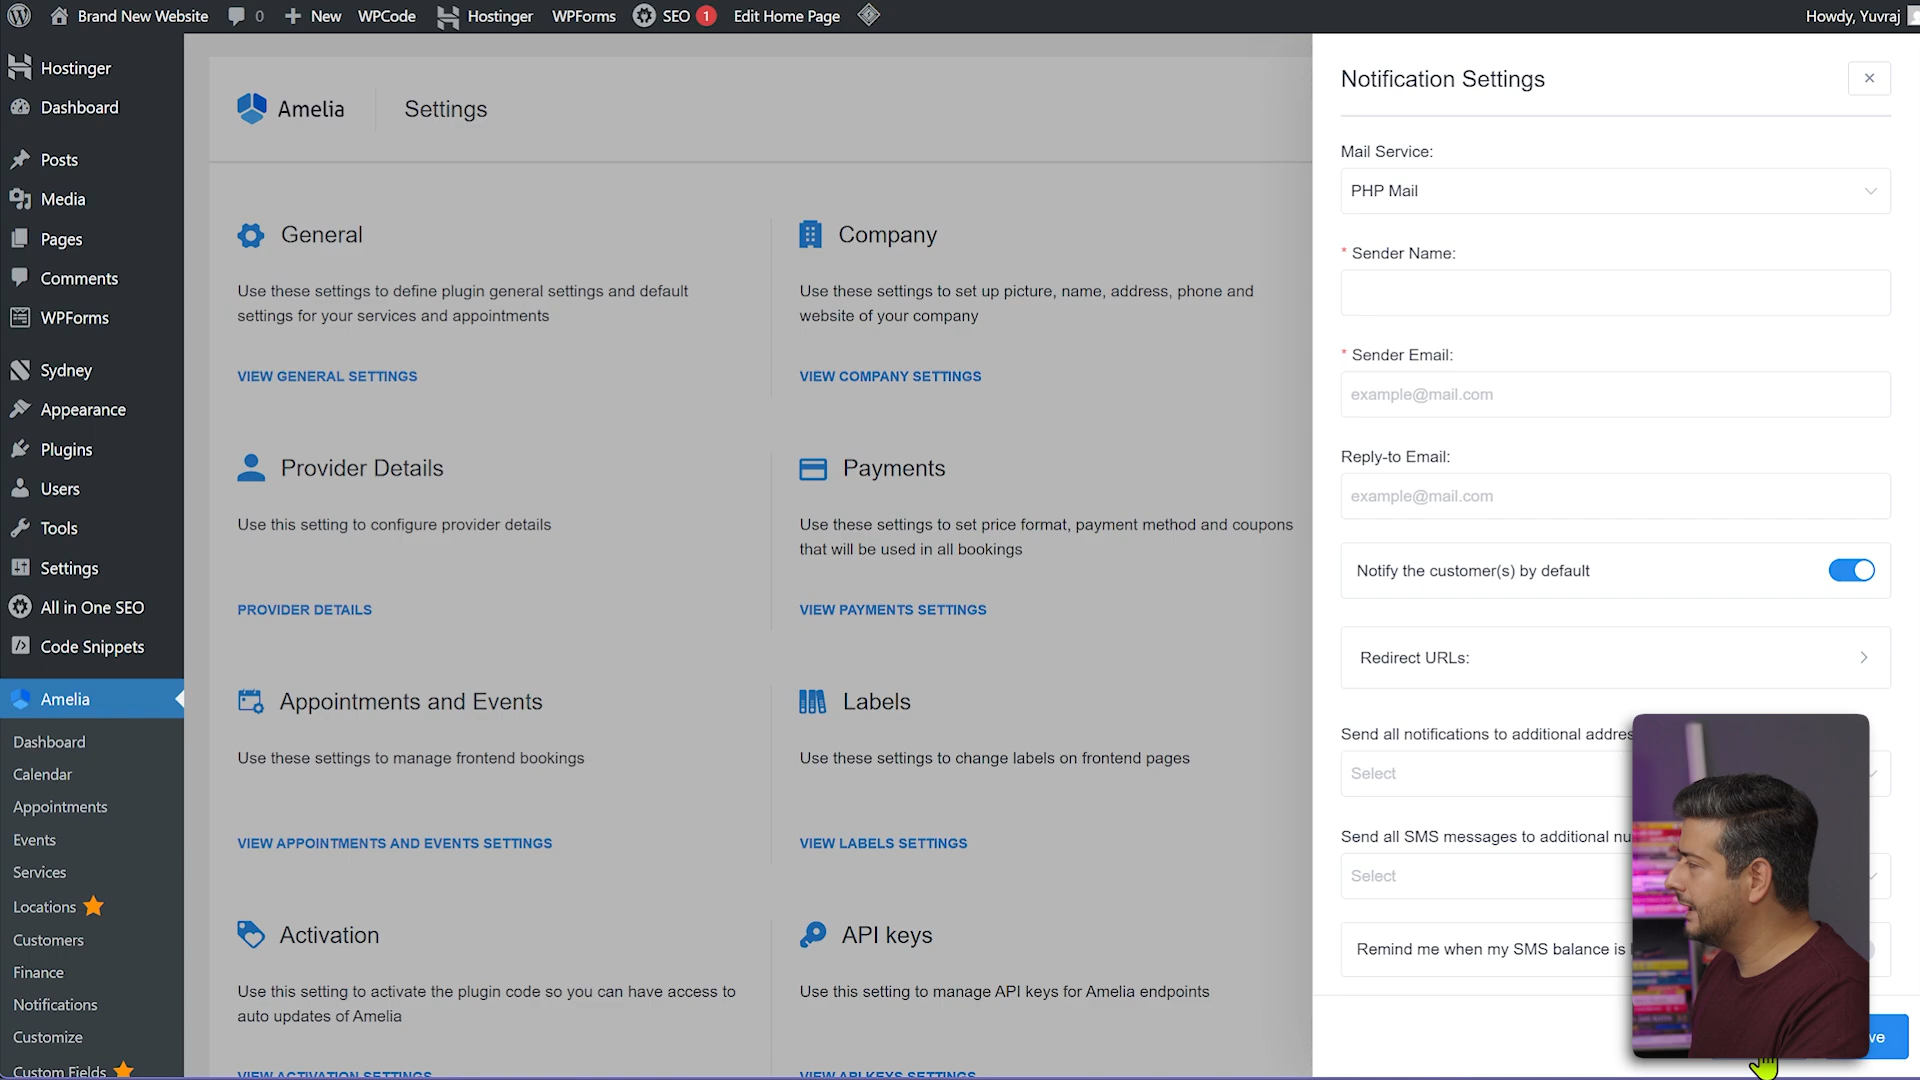 Brand New Website
0
New
WPCode
Hostinger
WPForms
SEO
1
Edit Home Page
Howdy, Yuvraj
Hostinger
Dashboard
Posts
Media
Pages
Comments
WPForms
Sydney
Appearance
Plugins
Users
Tools
Settings
All in One SEO
Code Snippets
Amelia
Dashboard
Calendar
Appointments
Events
Services
Locations
Customers
Finance
Notifications
Customize
Custom Fields
Amelia
Settings
General
Use these settings to define plugin general settings and default
settings for your services and appointments
VIEW GENERAL SETTINGS
Company
Use these settings to set up picture, name, address, phone and
website of your company
VIEW COMPANY SETTINGS
Provider Details
Use this setting to configure provider details
PROVIDER DETAILS
Payments
Use these settings to set price format, payment method and coupons
that will be used in all bookings
VIEW PAYMENTS SETTINGS
Appointments and Events
Use these settings to manage frontend bookings
VIEW APPOINTMENTS AND EVENTS SETTINGS
Labels
Use these settings to change labels on frontend pages
VIEW LABELS SETTINGS
Activation
Use this setting to activate the plugin code so you can have access to
auto updates of Amelia
VIEW ACTIVATION SETTINGS
API keys
Use this setting to manage API keys for Amelia endpoints
VIEW API KEYS SETTINGS
Notification Settings
Mail Service:
PHP Mail
* Sender Name:
* Sender Email:
example@mail.com
Reply-to Email:
example@mail.com
Notify the customer(s) by default
Redirect URLs:
Send all notifications to additional addres
Select
Send all SMS messages to additional nu
Select
Remind me when my SMS balance is
ve